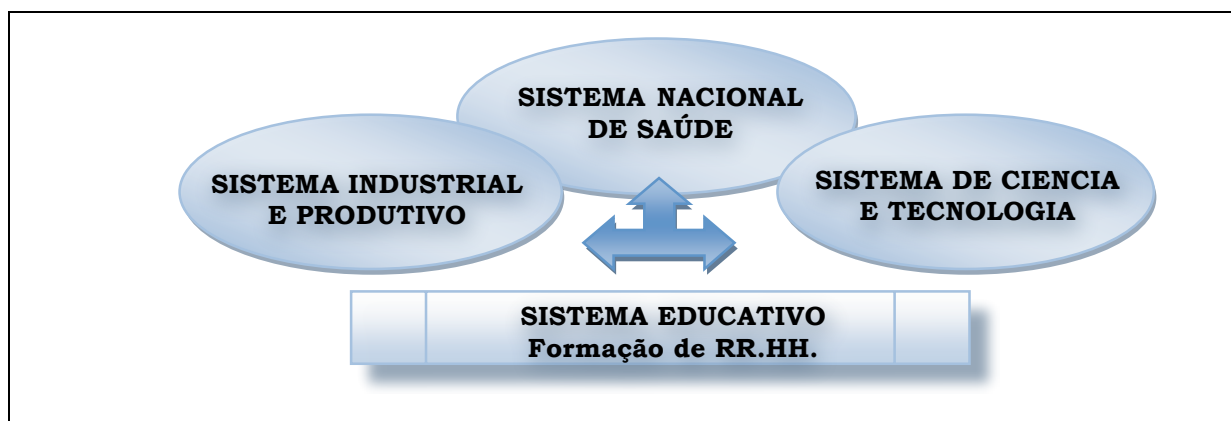 SISTEMA NACIONAL
DE SAÚDE
SISTEMA INDUSTRIAL
E PRODUTIVO
SISTEMA DE CIENCIA
E TECNOLOGIA
SISTEMA EDUCATIVO
Formação de RR.HH.